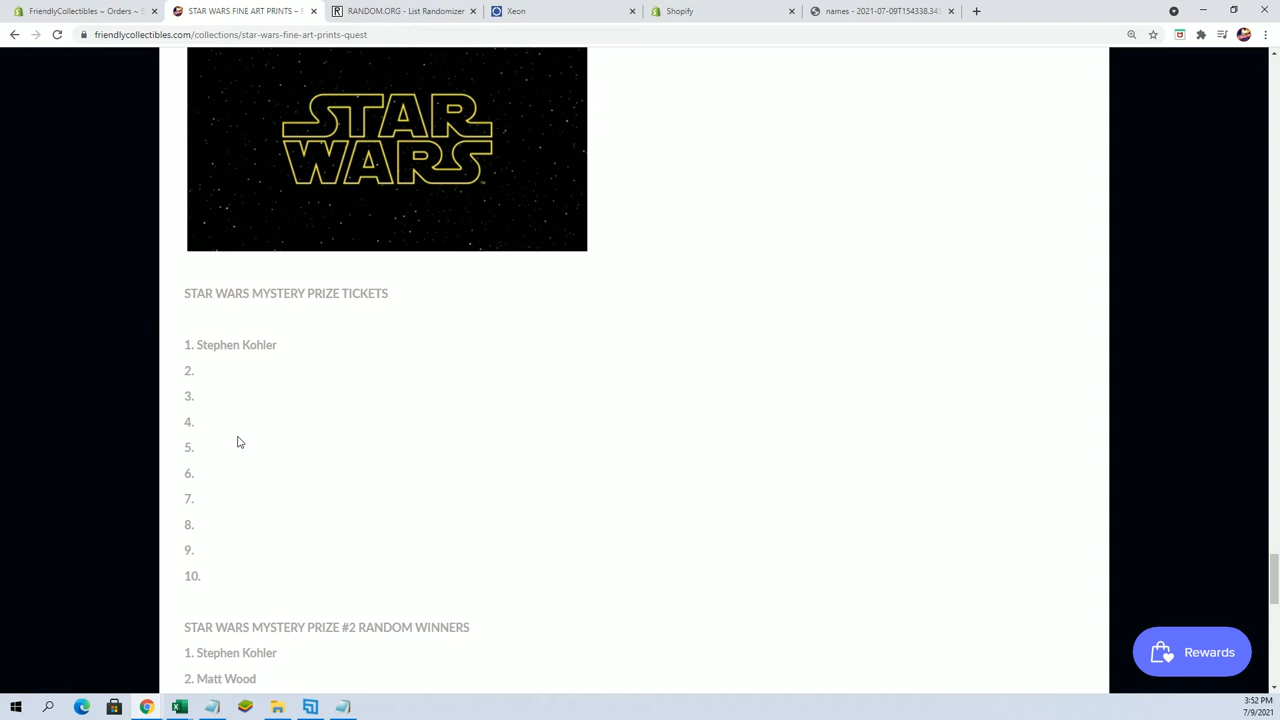 FriendlyCollectibles ~ Orders ~ S
STAR WARS FINE ART PRINTS – F
RANDOM.ORG - List Randomizer
Xeon
Shopify
names - 2021-07-09T154338.345
friendlycollectibles.com/collections/star-wars-fine-art-prints-quest
STAR
WARS
STAR WARS MYSTERY PRIZE TICKETS
1. Stephen Kohler
2.
3.
4.
5.
6.
7.
8.
9.
10.
STAR WARS MYSTERY PRIZE #2 RANDOM WINNERS
1. Stephen Kohler
2. Matt Wood
Rewards
3:52 PM
7/9/2021